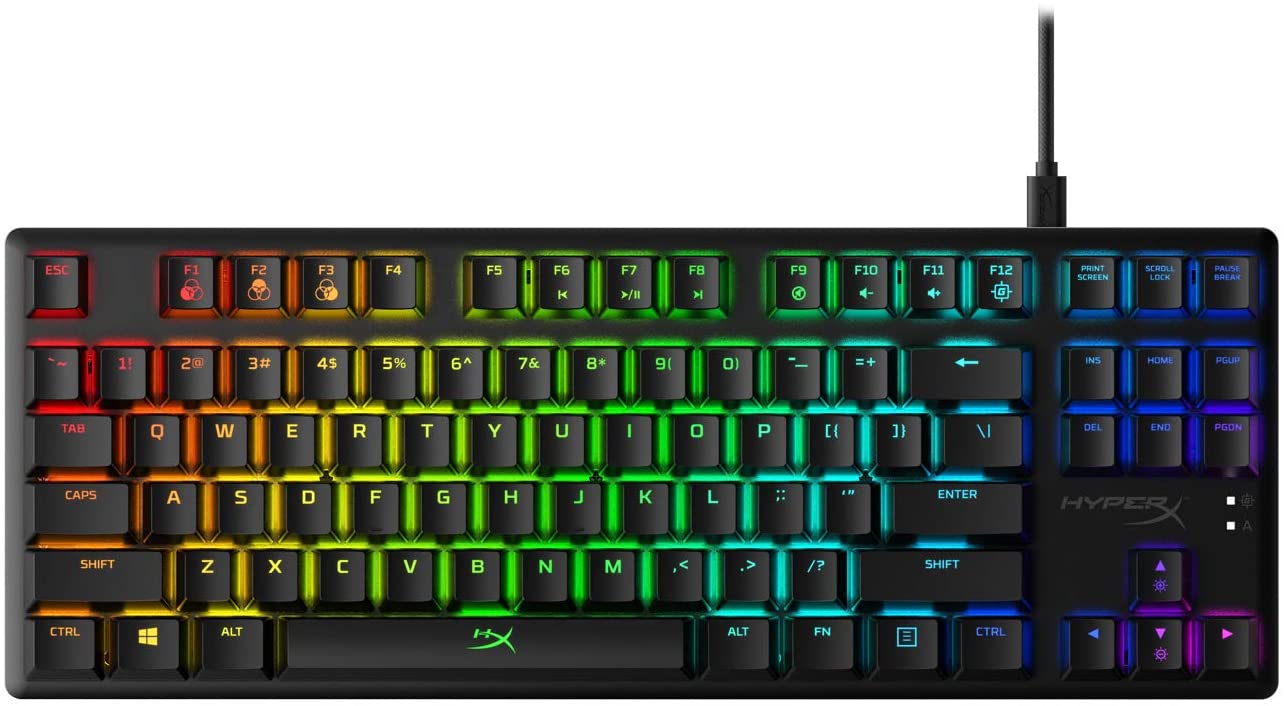 ESC F1 F2 F3 F4 F5 F6 F7 F8 F9 F10 F11 F12 PRINT SCREEN SCROLL LOCK PAUSE BREAK
`~ 1! 2@ 3# 4$ 5% 6^ 7& 8* 9( 0) -_ =+ ← INS HOME PGUP
TAB Q W E R T Y U I O P [{ ]} \| DEL END PGDN
CAPS A S D F G H J K L ;: '" ENTER HYPERX
A
SHIFT Z X C V B N M ,< .> /? SHIFT
CTRL ALT HX ALT FN CTRL